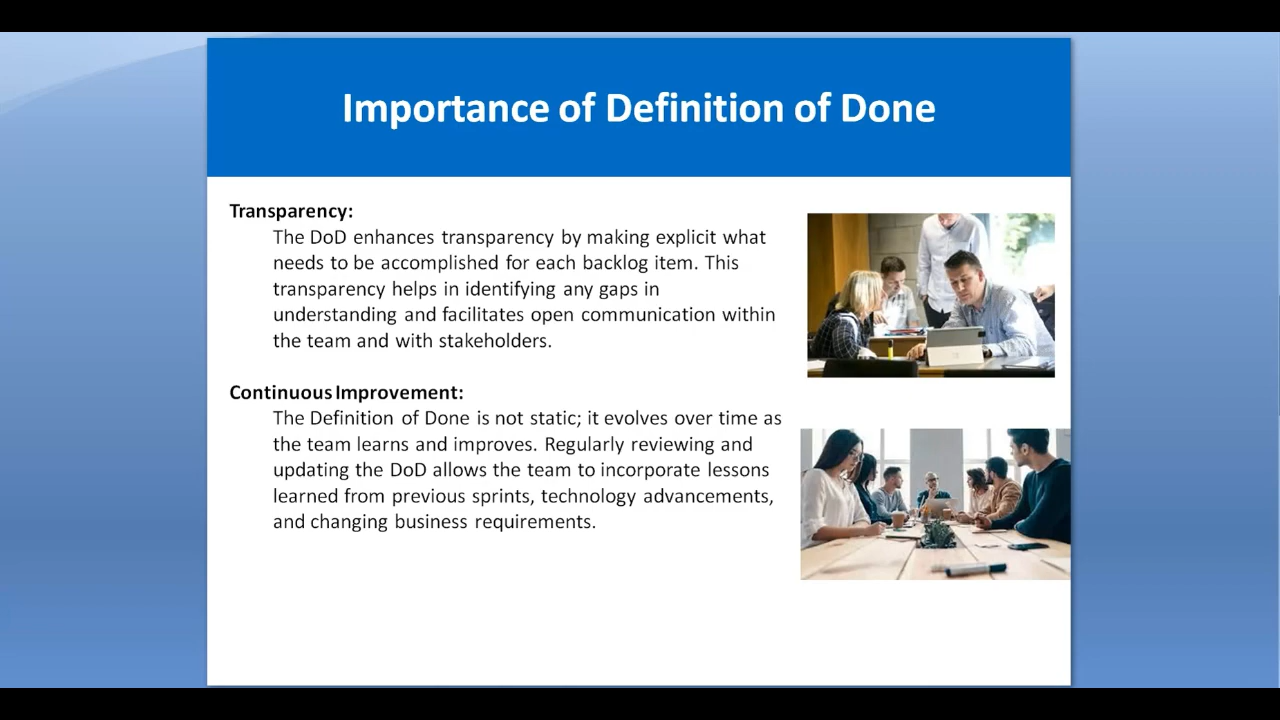 Importance of Definition of Done
Transparency:
The DoD enhances transparency by making explicit what
needs to be accomplished for each backlog item. This
transparency helps in identifying any gaps in
understanding and facilitates open communication within
the team and with stakeholders.
Continuous Improvement:
The Definition of Done is not static; it evolves over time as
the team learns and improves. Regularly reviewing and
updating the DoD allows the team to incorporate lessons
learned from previous sprints, technology advancements,
and changing business requirements.